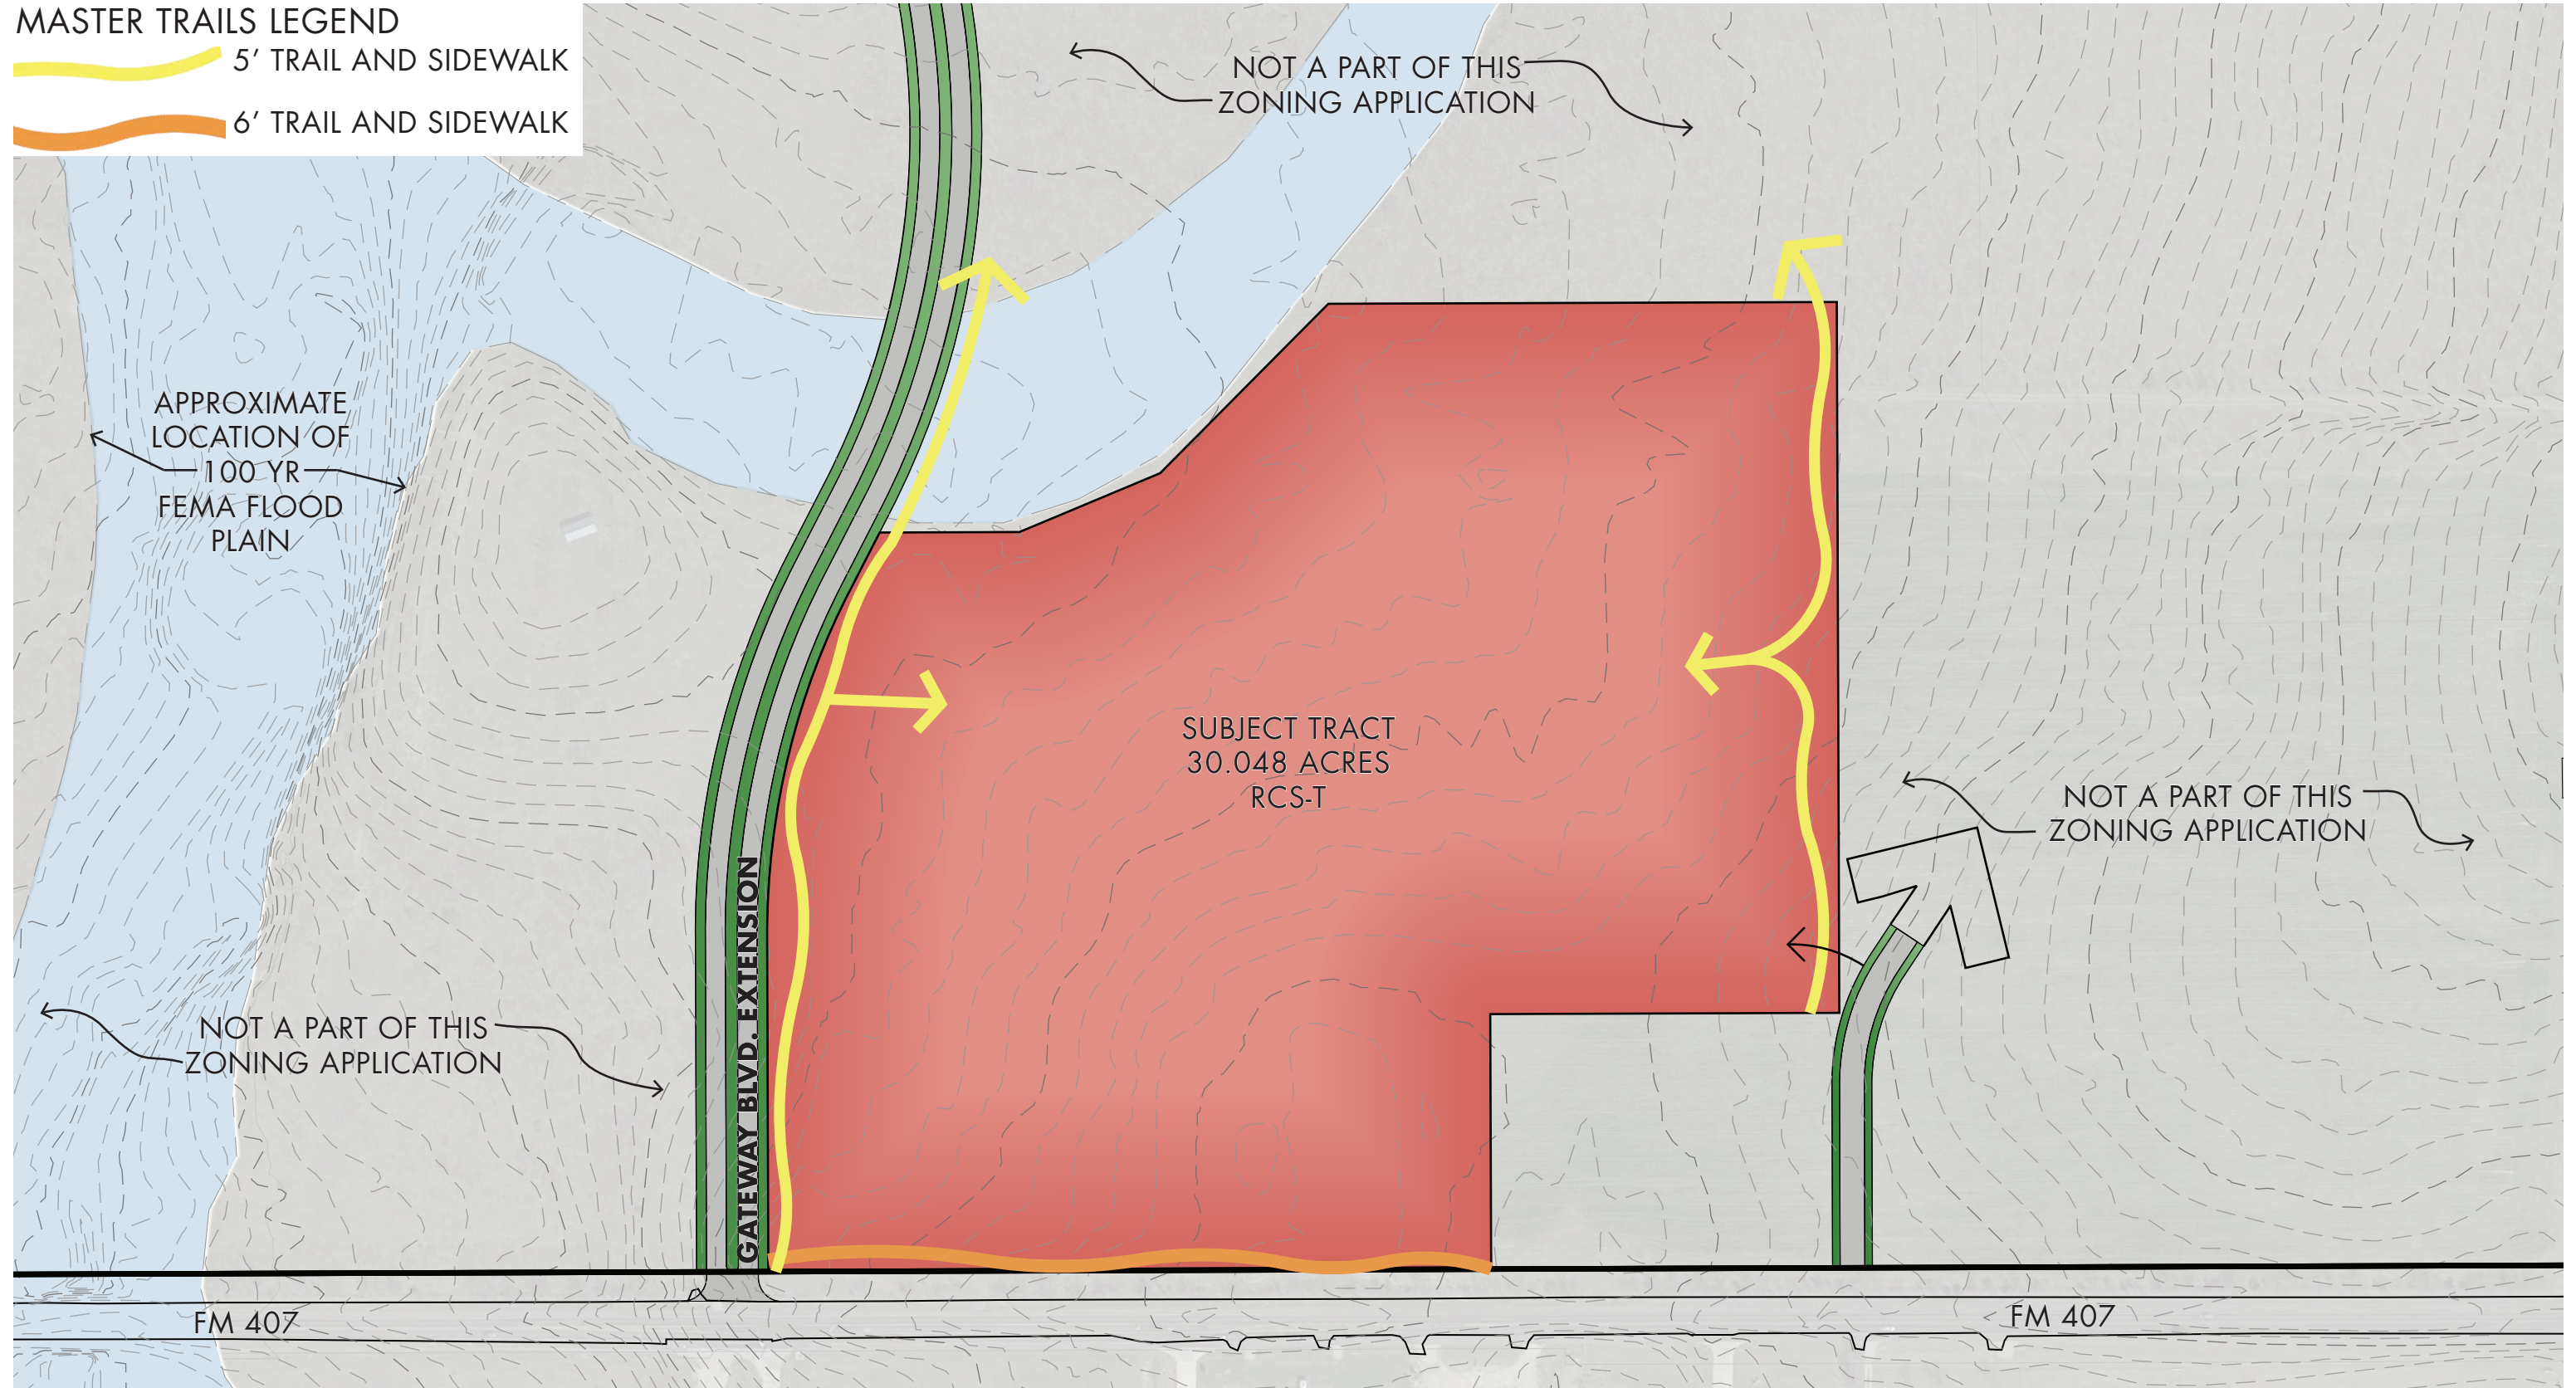 MASTER TRAILS LEGEND
5’ TRAIL AND SIDEWALK
6’ TRAIL AND SIDEWALK
NOT A PART OF THIS
ZONING APPLICATION
APPROXIMATE
LOCATION OF
100 YR
FEMA FLOOD
PLAIN
SUBJECT TRACT
30.048 ACRES
RCS-T
NOT A PART OF THIS
ZONING APPLICATION
GATEWAY BLVD. EXTENSION
NOT A PART OF THIS
ZONING APPLICATION
FM 407
FM 407